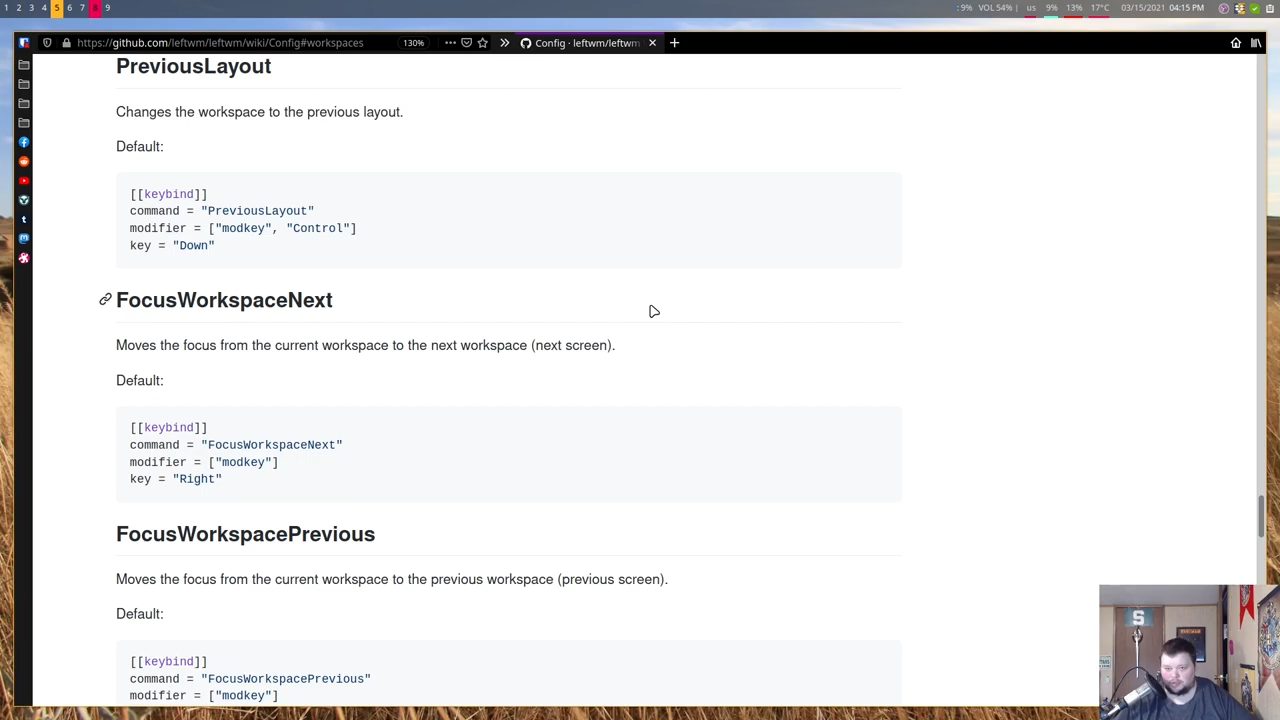 1 2 3 4 5 6 7 8 9
9% VOL 54% us 9% 13% 17°C 03/15/2021 04:15 PM
https://github.com/leftwm/leftwm/wiki/Config#workspaces 130% Config · leftwm/leftwm
PreviousLayout
Changes the workspace to the previous layout.
Default:
[[keybind]]
command = "PreviousLayout"
modifier = ["modkey", "Control"]
key = "Down"
FocusWorkspaceNext
Moves the focus from the current workspace to the next workspace (next screen).
Default:
[[keybind]]
command = "FocusWorkspaceNext"
modifier = ["modkey"]
key = "Right"
FocusWorkspacePrevious
Moves the focus from the current workspace to the previous workspace (previous screen).
Default:
[[keybind]]
command = "FocusWorkspacePrevious"
modifier = ["modkey"]
S